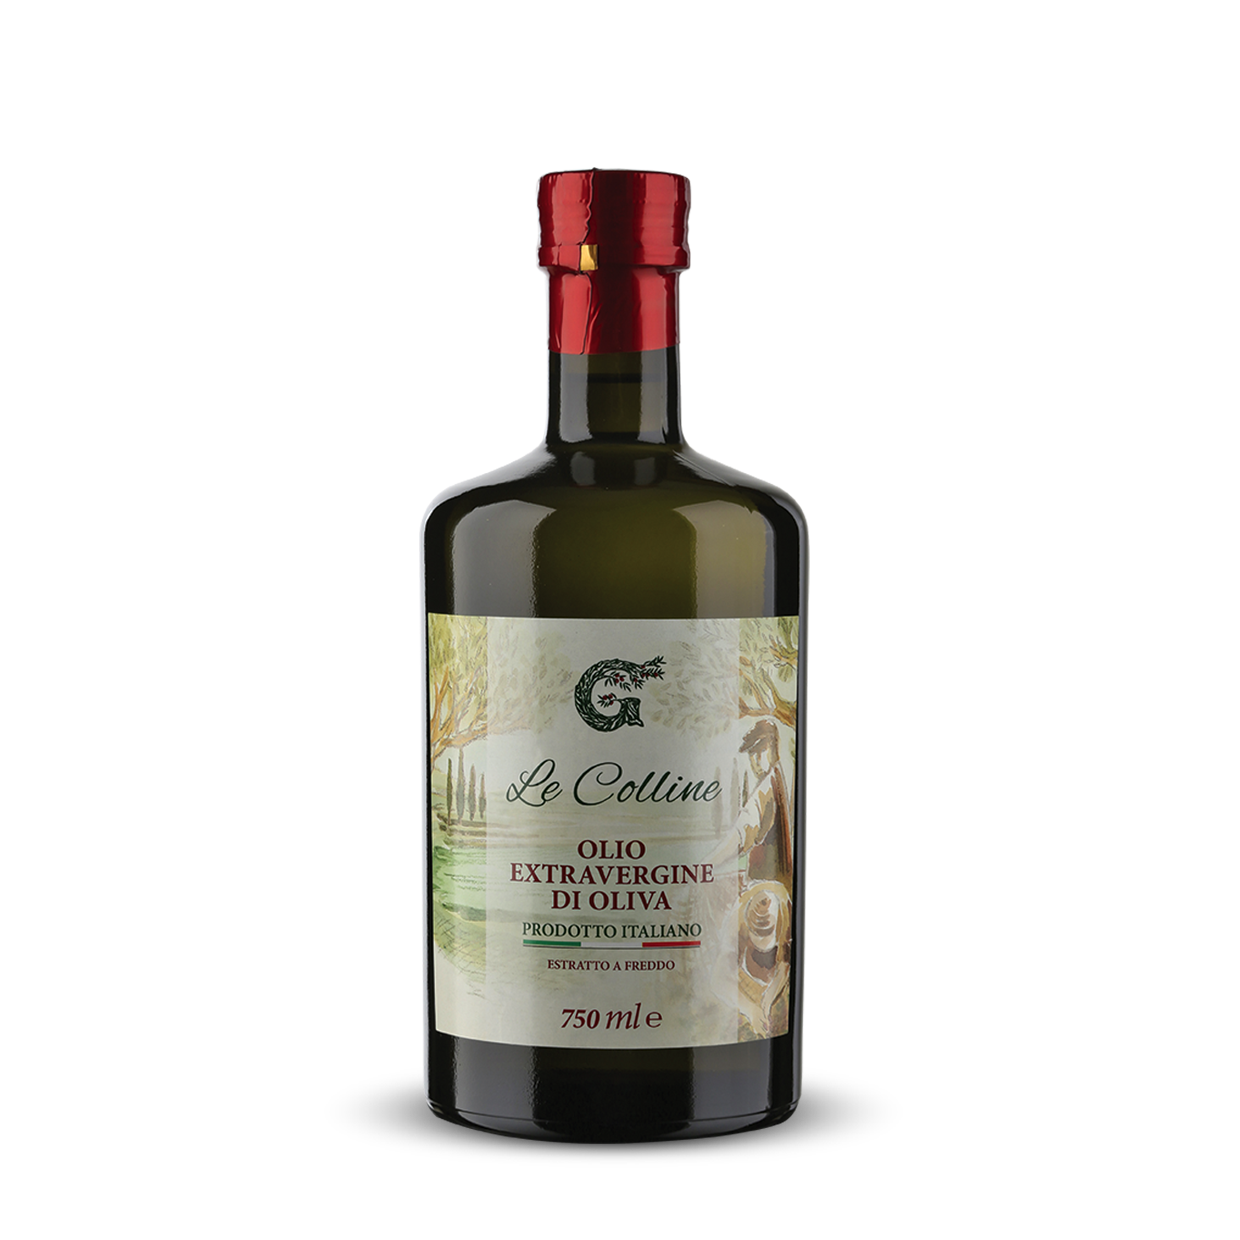 G
Le Colline
OLIO
EXTRAVERGINE
DI OLIVA
PRODOTTO ITALIANO
ESTRATTO A FREDDO
750 ml ℮